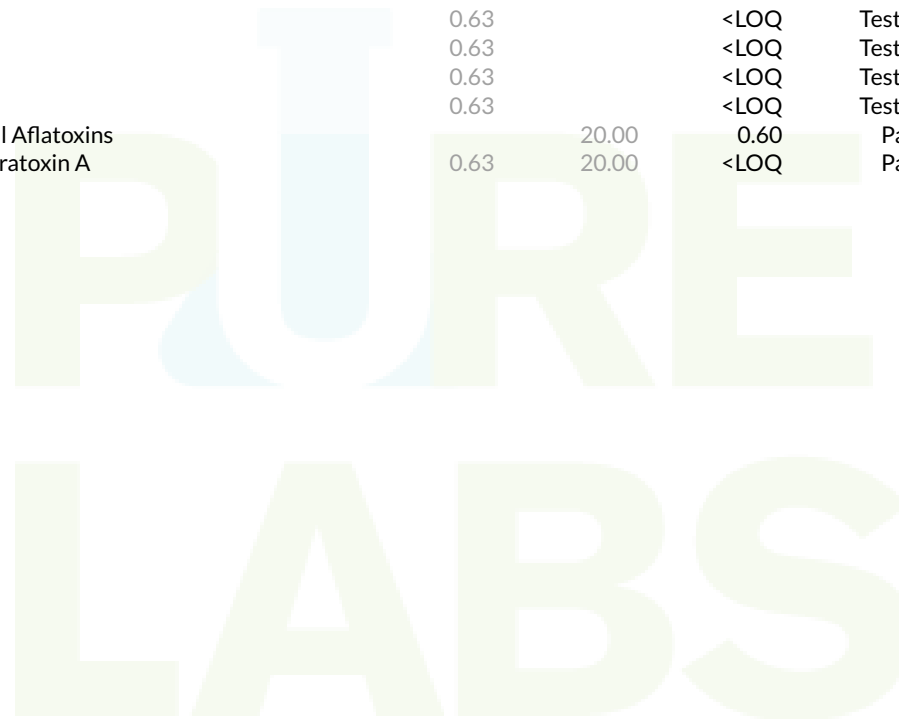 0.63 <LOQ Test
0.63 <LOQ Test
0.63 <LOQ Test
0.63 <LOQ Test
l Aflatoxins 20.00 0.60 Pa
ratoxin A 0.63 20.00 <LOQ Pa
PURE
LABS